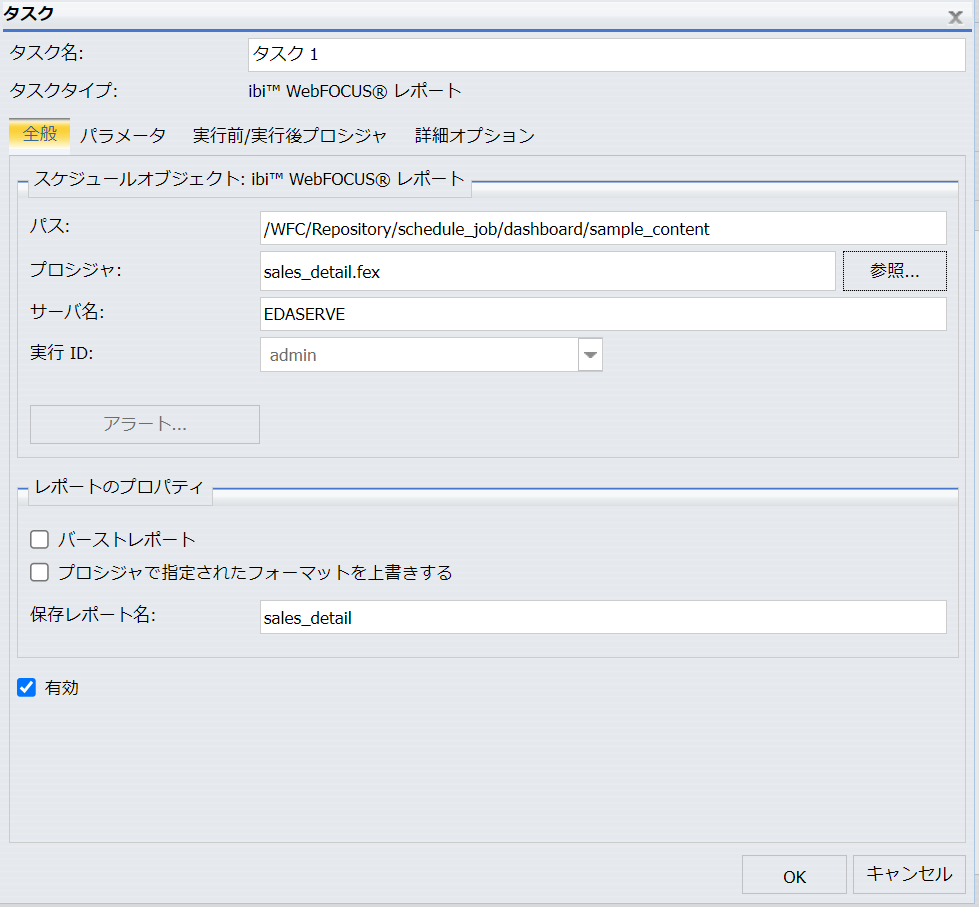 タスク
タスク名: タスク 1
タスクタイプ: ibi™ WebFOCUS® レポート
全般 パラメータ 実行前/実行後プロシジャ 詳細オプション
スケジュールオブジェクト: ibi™ WebFOCUS® レポート
パス: /WFC/Repository/schedule_job/dashboard/sample_content
プロシジャ: sales_detail.fex 参照...
サーバ名: EDASERVE
実行 ID: admin
アラート...
レポートのプロパティ
バーストレポート
プロシジャで指定されたフォーマットを上書きする
保存レポート名: sales_detail
有効
OK キャンセル